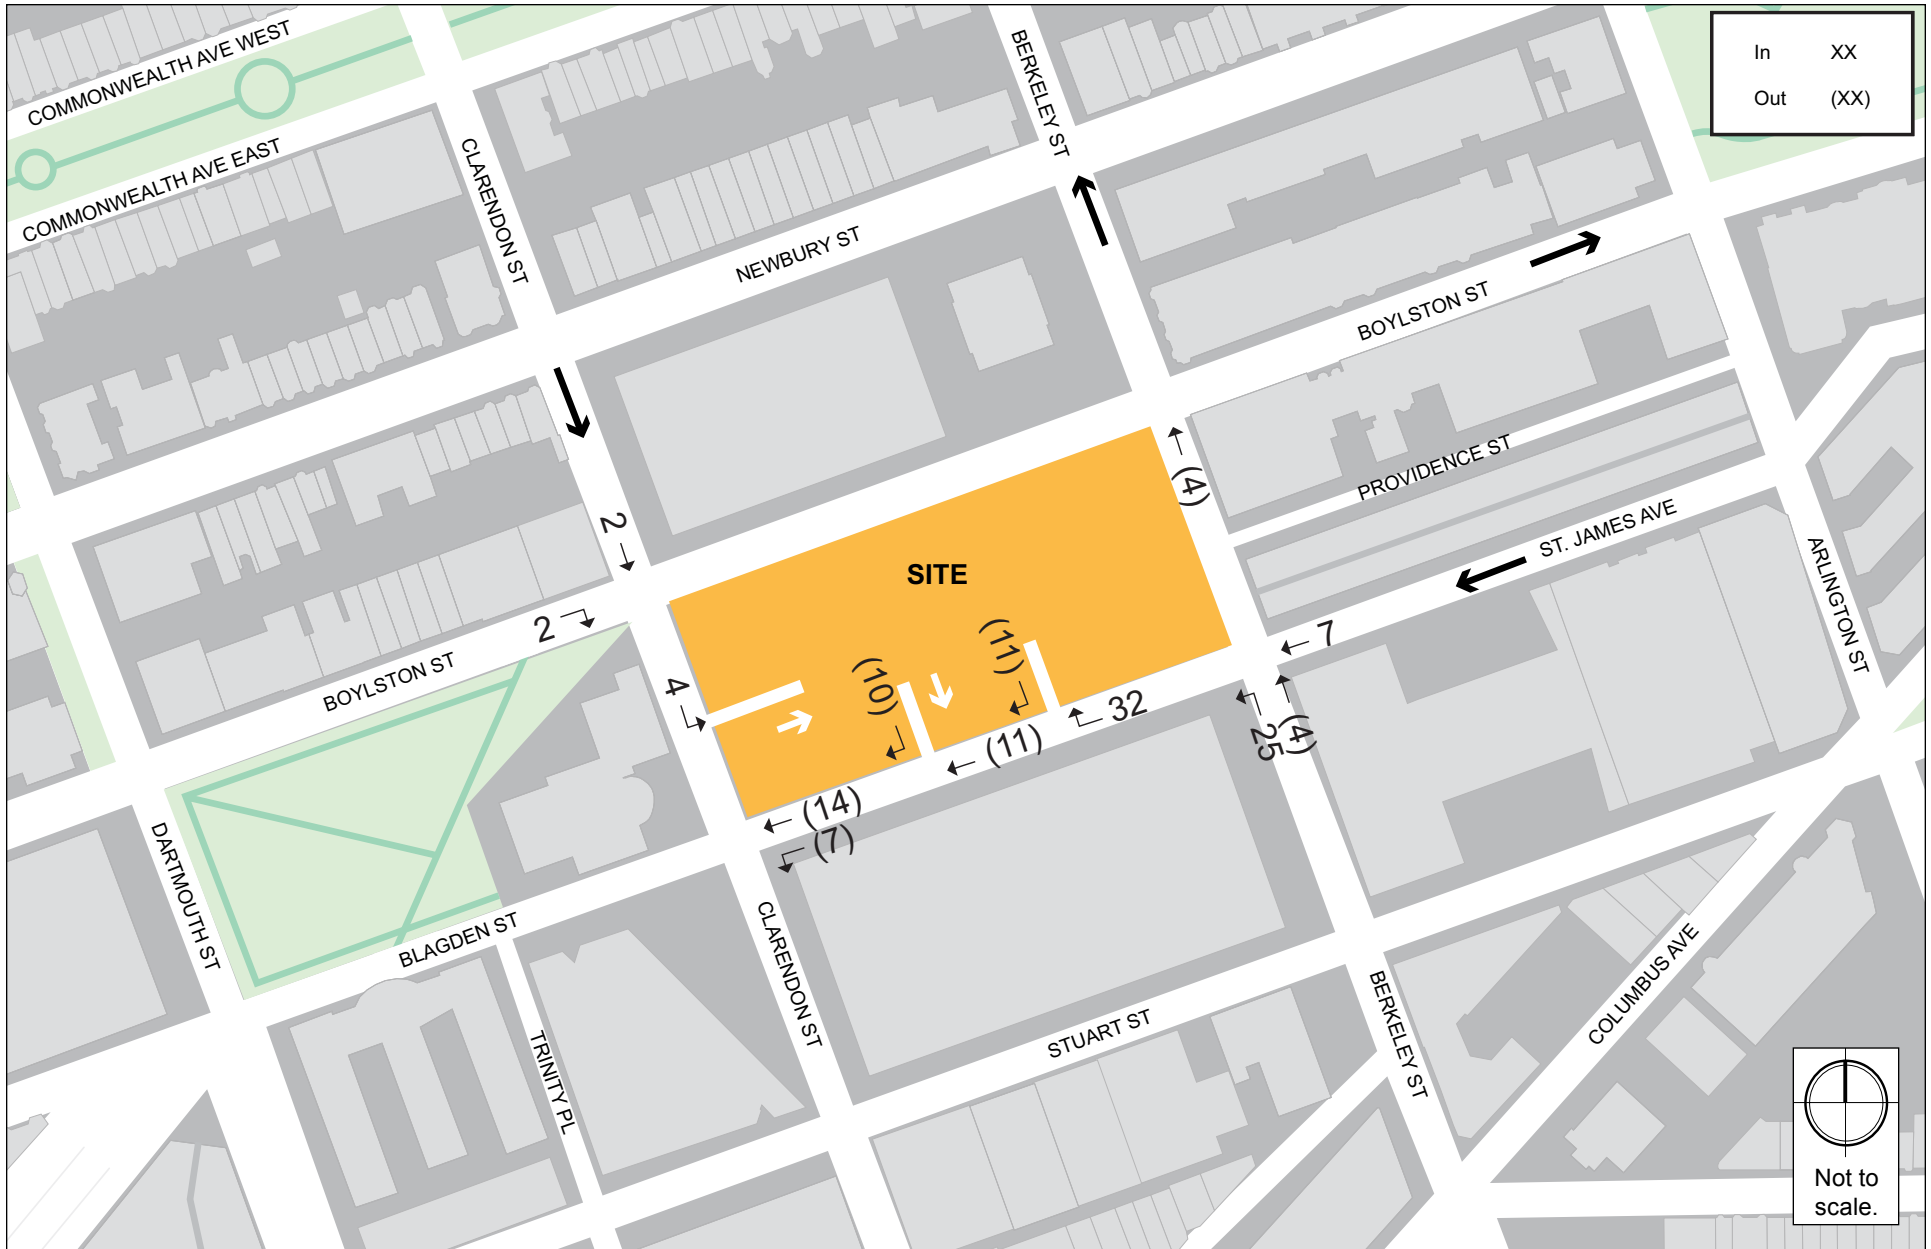 COMMONWEALTH AVE WEST
COMMONWEALTH AVE EAST
CLARENDON ST
BERKELEY ST
In XX
Out (XX)
NEWBURY ST
BOYLSTON ST
PROVIDENCE ST
ST. JAMES AVE
ARLINGTON ST
2
(4)
SITE
2
BOYLSTON ST
4
(10)
(11)
32
7
(11)
25
(4)
(14)
(7)
DARTMOUTH ST
BLAGDEN ST
CLARENDON ST
TRINITY PL
STUART ST
BERKELEY ST
COLUMBUS AVE
Not to
scale.